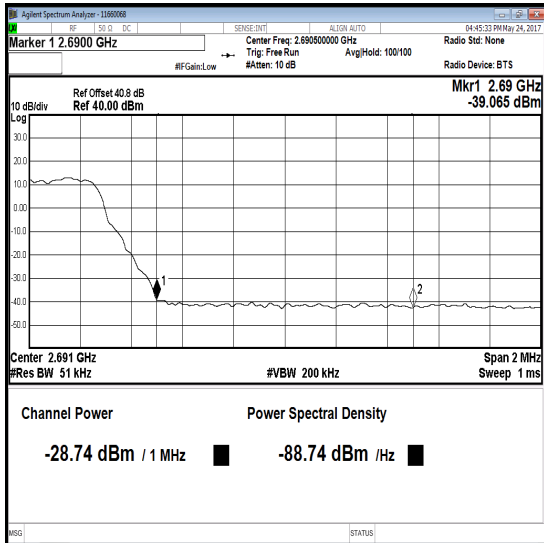 Agilent Spectrum Analyzer - 11660068
RF 50 Ω DC SENSE:INT ALIGN AUTO 04:45:33 PM May 24, 2017
Marker 1 2.6900 GHz
Center Freq: 2.690500000 GHz
Radio Std: None
Trig: Free Run Avg|Hold: 100/100
#IFGain:Low #Atten: 10 dB Radio Device: BTS
Mkr1 2.69 GHz
-39.065 dBm
Ref Offset 40.8 dB
10 dB/div Ref 40.00 dBm
Log
30.0
20.0
10.0
0.00
-10.0
-20.0
-30.0
1
2
-40.0
-50.0
Center 2.691 GHz Span 2 MHz
#Res BW 51 kHz #VBW 200 kHz Sweep 1 ms
Channel Power Power Spectral Density
-28.74 dBm / 1 MHz -88.74 dBm /Hz
MSG STATUS